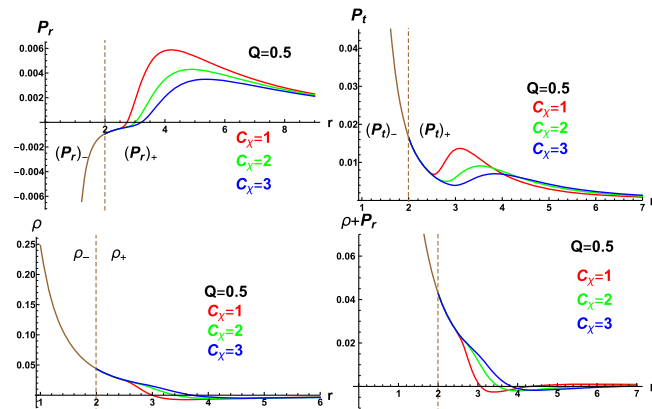 P_r
0.006
0.004
0.002
-0.002
-0.004
-0.006
2
4
6
8
r
Q=0.5
C_χ=1
C_χ=2
C_χ=3
(P_r)_-
(P_r)_+
P_t
0.04
0.03
0.02
0.01
1
2
3
4
5
6
7
Q=0.5
C_χ=1
C_χ=2
C_χ=3
(P_t)_-
(P_t)_+
ρ
0.25
0.20
0.15
0.10
0.05
1
2
3
4
5
6
r
ρ_-
ρ_+
Q=0.5
C_χ=1
C_χ=2
C_χ=3
ρ+P_r
0.06
0.04
0.02
1
2
3
4
5
6
7
Q=0.5
C_χ=1
C_χ=2
C_χ=3